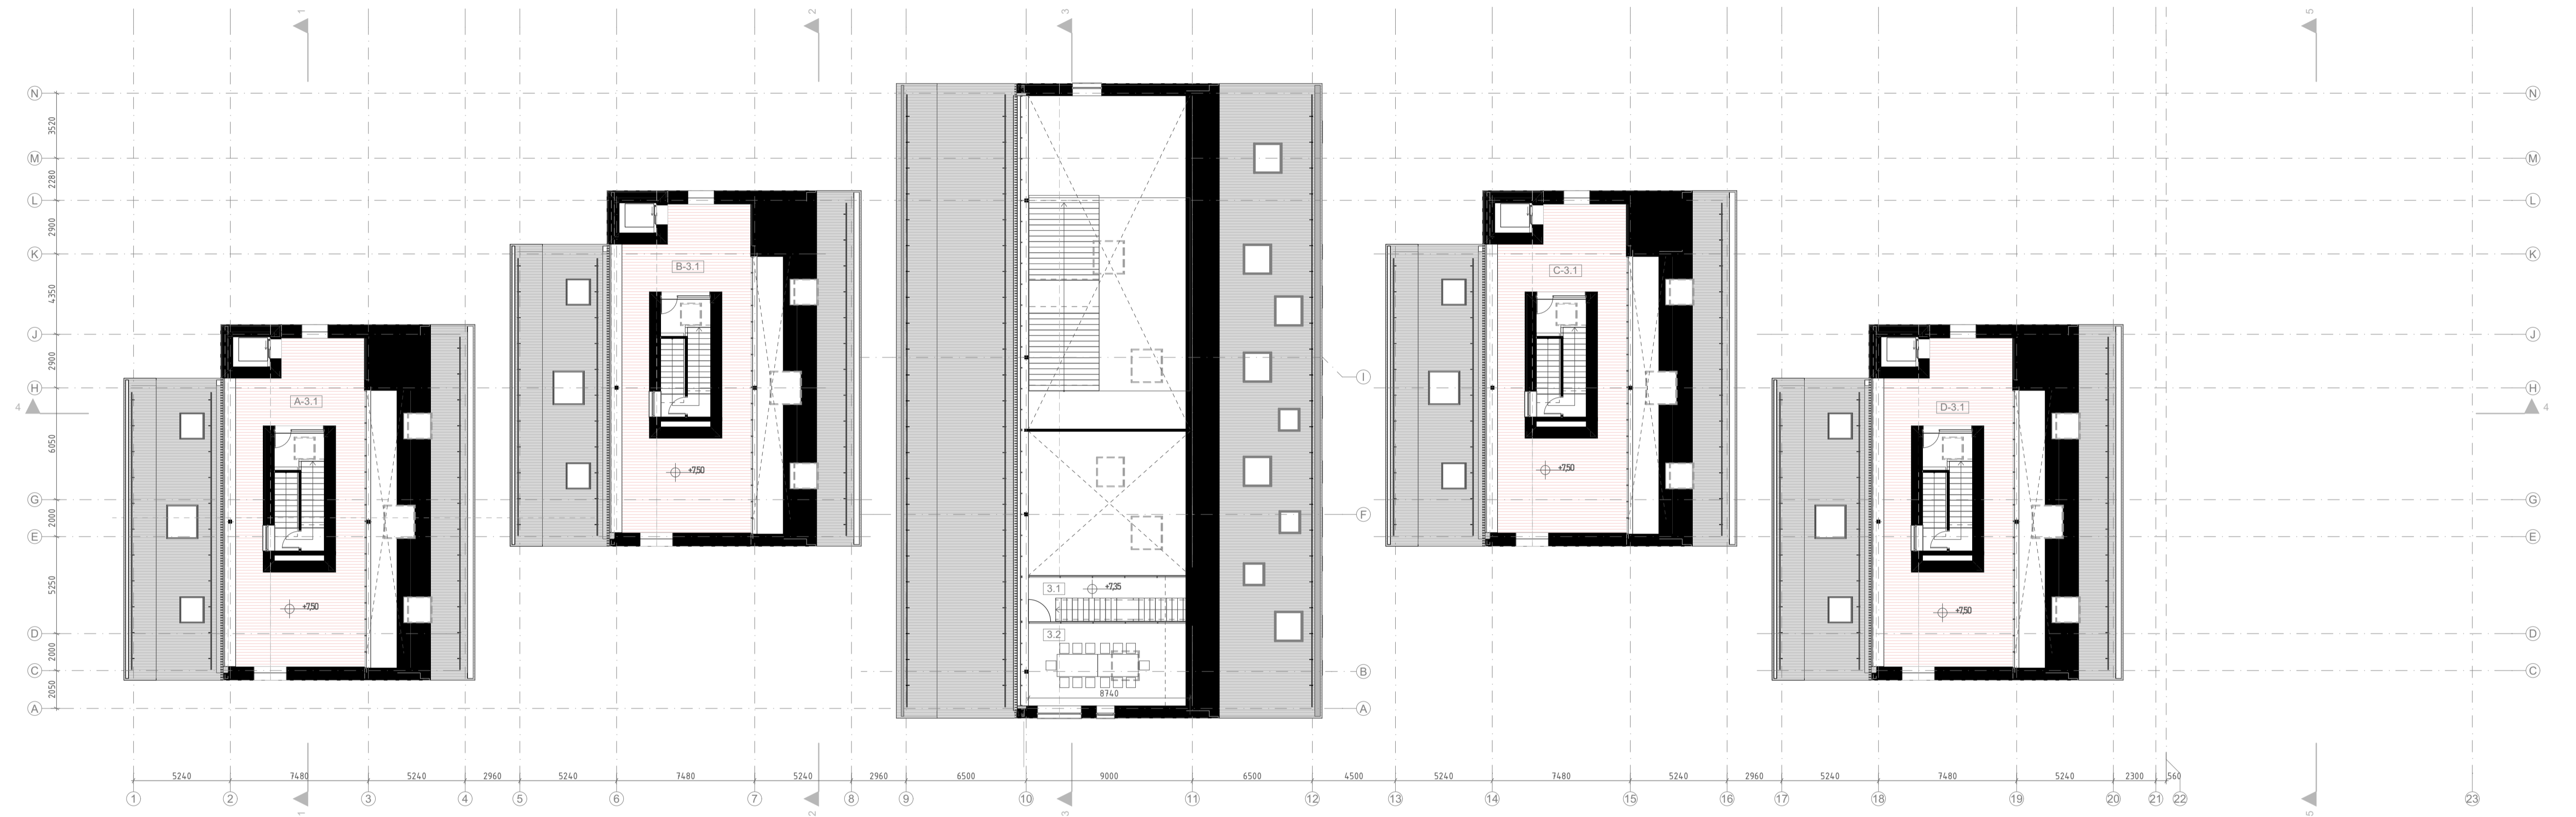 1 2 3 5
N N
3520
M M
2280
L L
2900
K K
B-3.1 C-3.1
4350
J J
2900
H I H
4 A-3.1 D-3.1 4
6050
+7,50 +7,50
G G
2000 F
E E
5250
3.1 +7,35
+7,50 +7,50
D 3.2 D
2000
C B C
2050 8740
A A
5240 7480 5240 2960 5240 7480 5240 2960 6500 9000 6500 4500 5240 7480 5240 2960 5240 7480 5240 2300 560
1 2 3 4 5 6 7 8 9 10 11 12 13 14 15 16 17 18 19 20 21 22 23
1 2 3 5